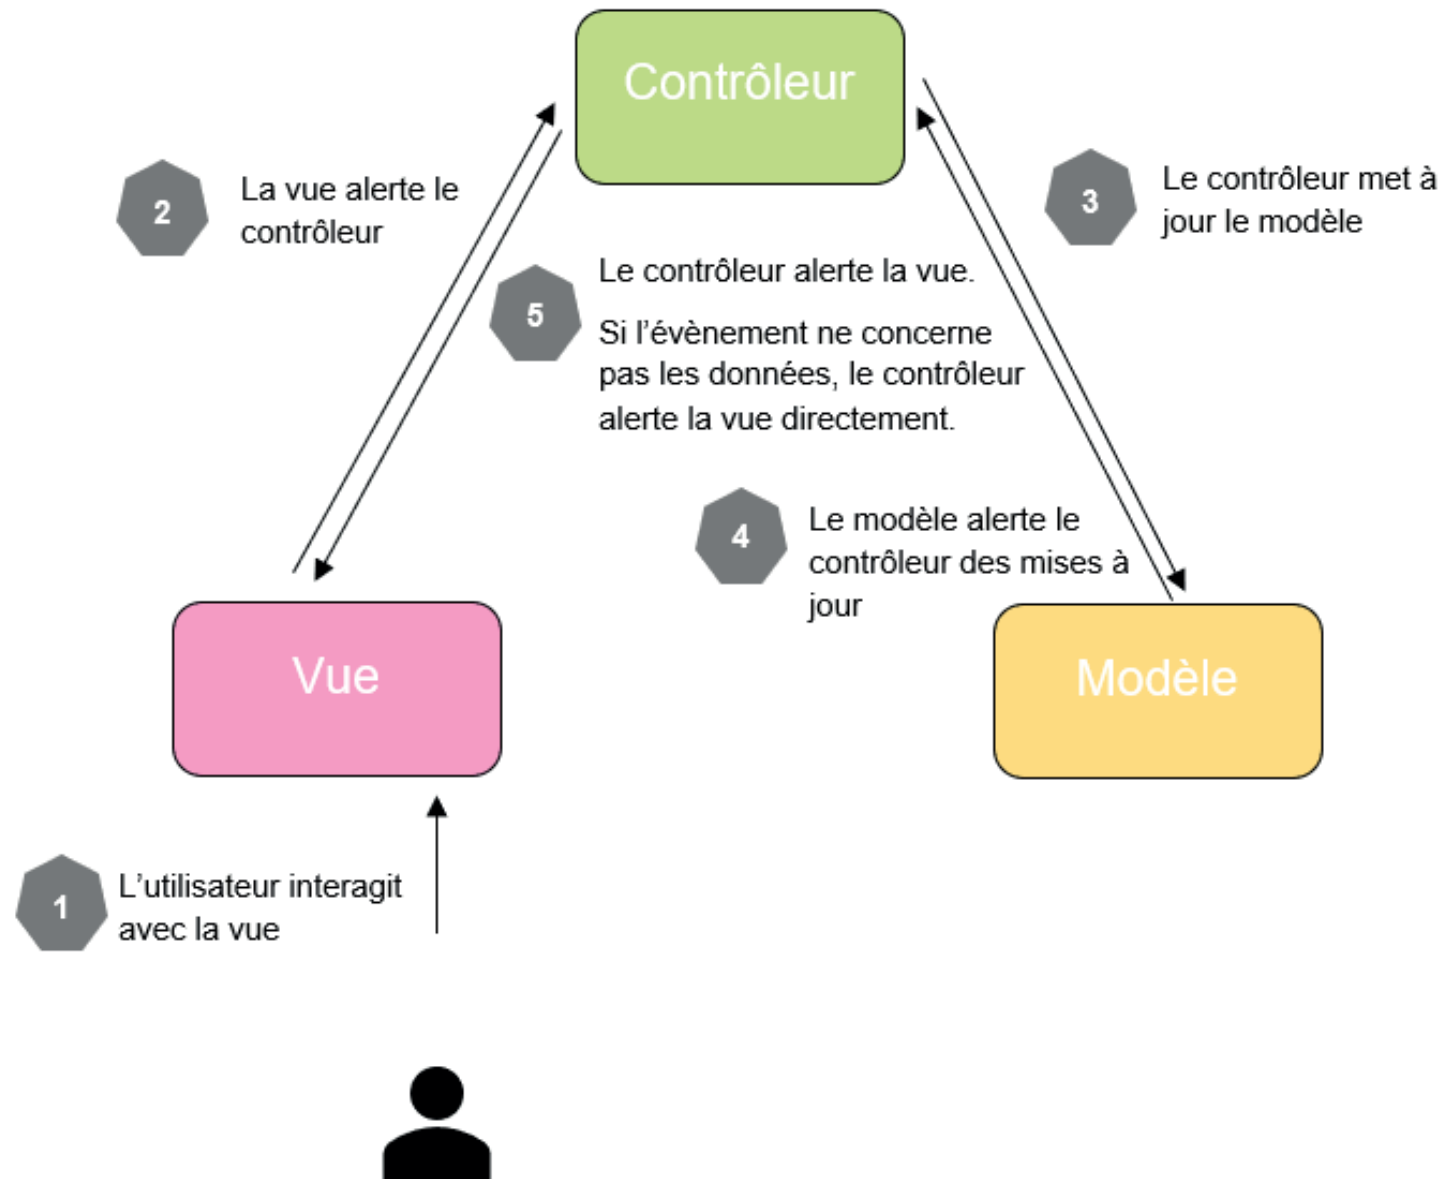 Contrôleur
2
La vue alerte le
contrôleur
3
Le contrôleur met à
jour le modèle
5
Le contrôleur alerte la vue.
Si l’évènement ne concerne
pas les données, le contrôleur
alerte la vue directement.
4
Le modèle alerte le
contrôleur des mises à
jour
Vue
Modèle
1
L’utilisateur interagit
avec la vue